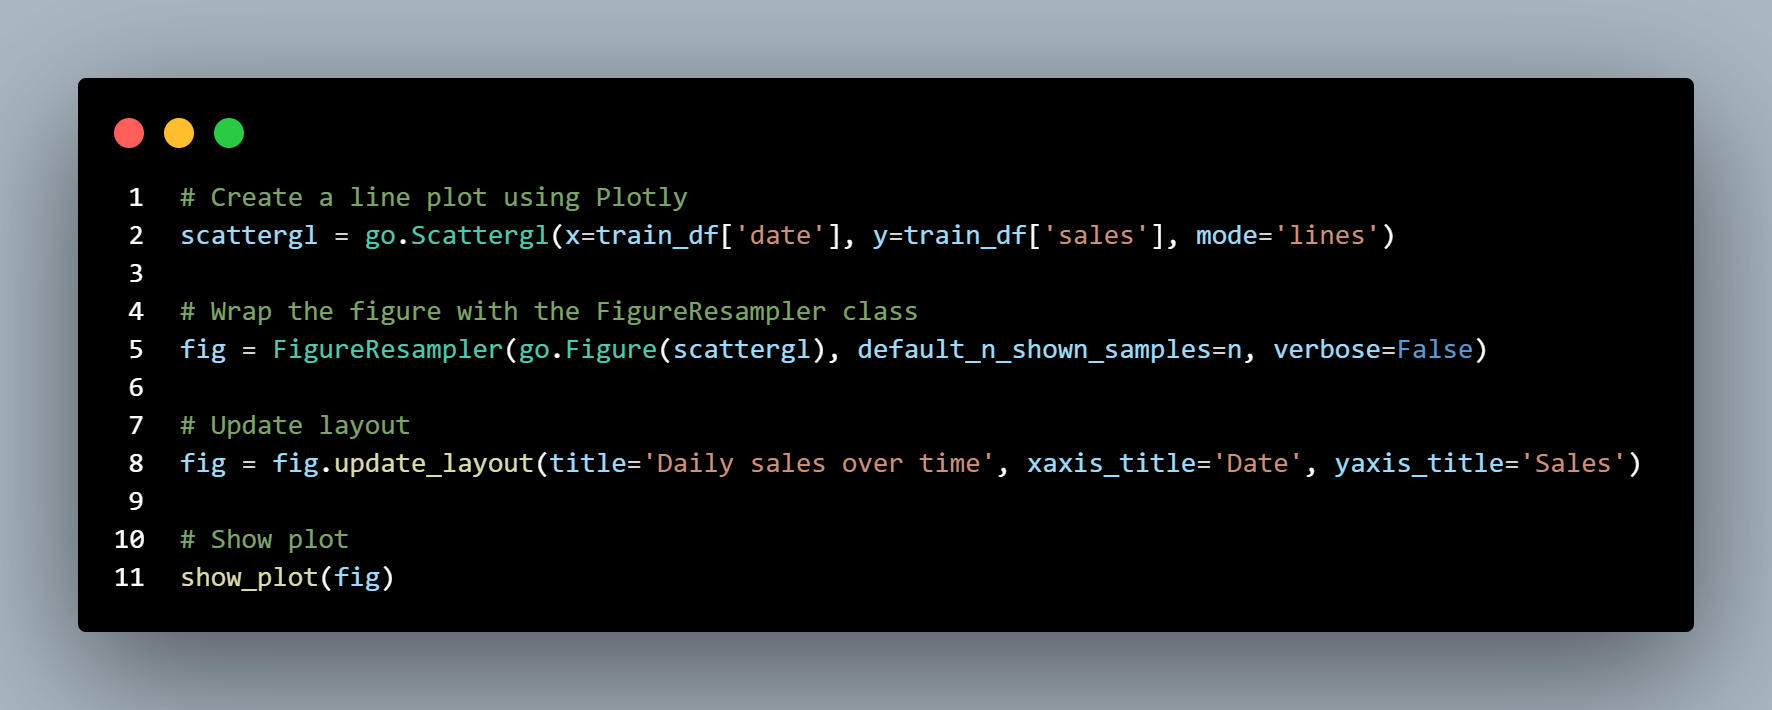 1 # Create a line plot using Plotly
2 scattergl = go.Scattergl(x=train_df['date'], y=train_df['sales'], mode='lines')
3
4 # Wrap the figure with the FigureResampler class
5 fig = FigureResampler(go.Figure(scattergl), default_n_shown_samples=n, verbose=False)
6
7 # Update layout
8 fig = fig.update_layout(title='Daily sales over time', xaxis_title='Date', yaxis_title='Sales')
9
10 # Show plot
11 show_plot(fig)